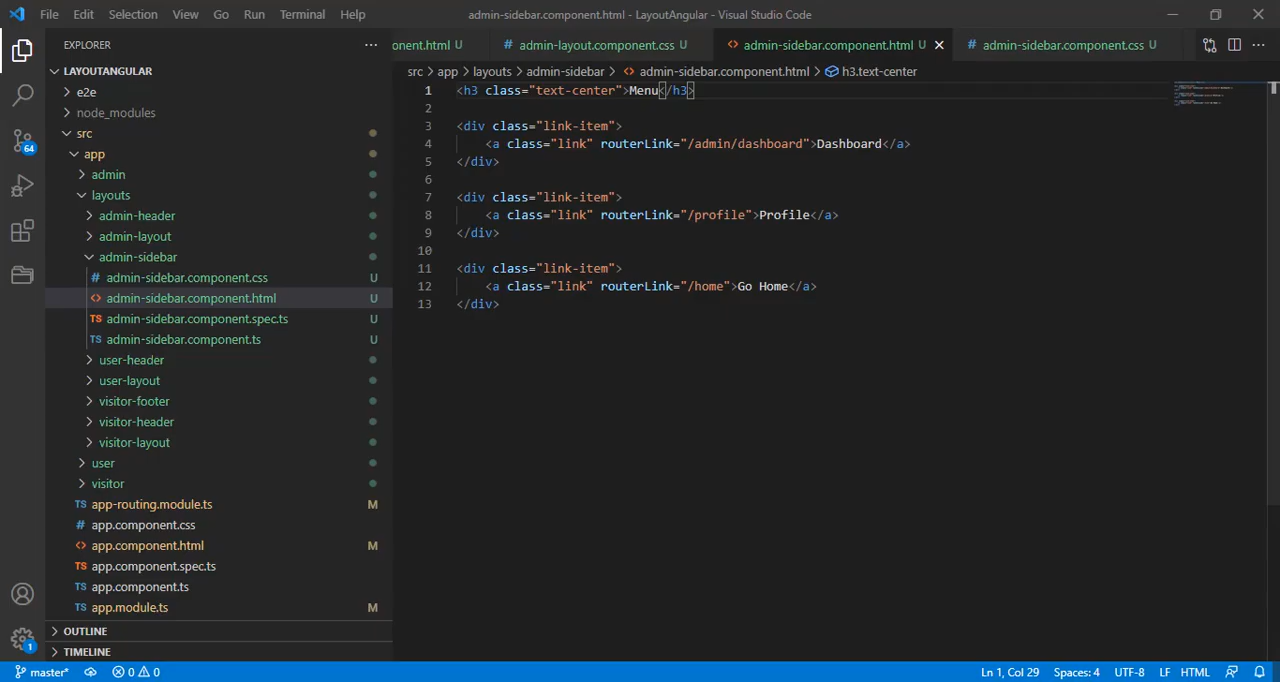 File Edit Selection View Go Run Terminal Help
admin-sidebar.component.html - LayoutAngular - Visual Studio Code
EXPLORER
onent.html U
# admin-layout.component.css U
<> admin-sidebar.component.html U
# admin-sidebar.component.css U
LAYOUTANGULAR
src > app > layouts > admin-sidebar > <> admin-sidebar.component.html > h3.text-center
e2e
node_modules
src
app
admin
layouts
admin-header
admin-layout
admin-sidebar
# admin-sidebar.component.css U
<> admin-sidebar.component.html U
TS admin-sidebar.component.spec.ts U
TS admin-sidebar.component.ts U
user-header
user-layout
visitor-footer
visitor-header
visitor-layout
user
visitor
TS app-routing.module.ts M
# app.component.css
<> app.component.html M
TS app.component.spec.ts
TS app.component.ts
TS app.module.ts M
OUTLINE
TIMELINE
64
1
1 <h3 class="text-center">Menu</h3>
2
3 <div class="link-item">
4 <a class="link" routerLink="/admin/dashboard">Dashboard</a>
5 </div>
6
7 <div class="link-item">
8 <a class="link" routerLink="/profile">Profile</a>
9 </div>
10
11 <div class="link-item">
12 <a class="link" routerLink="/home">Go Home</a>
13 </div>
master* 0 0
Ln 1, Col 29 Spaces: 4 UTF-8 LF HTML